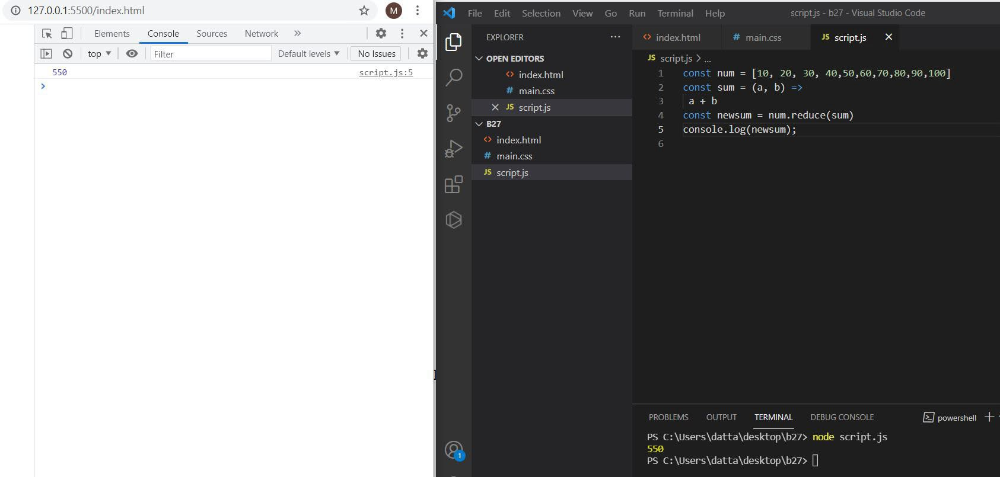 127.0.0.1:5500/index.html
M
Elements Console Sources Network »
top Filter Default levels No Issues
550 script.js:5
>
File Edit Selection View Go Run Terminal Help script.js - b27 - Visual Studio Code
EXPLORER ...
OPEN EDITORS
<> index.html
# main.css
JS script.js
B27
<> index.html
# main.css
JS script.js
1
<> index.html # main.css JS script.js
JS script.js > ...
1 const num = [10, 20, 30, 40,50,60,70,80,90,100]
2 const sum = (a, b) =>
3 a + b
4 const newsum = num.reduce(sum)
5 console.log(newsum);
6
PROBLEMS OUTPUT TERMINAL DEBUG CONSOLE powershell
PS C:\Users\datta\desktop\b27> node script.js
550
PS C:\Users\datta\desktop\b27>